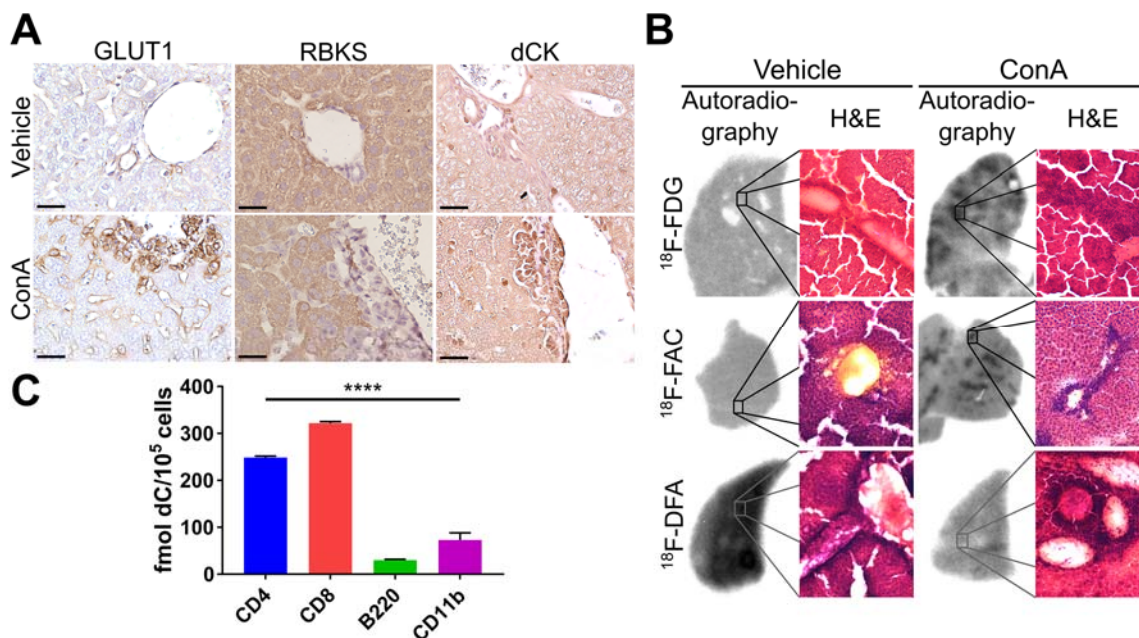 A
GLUT1
RBKS
dCK
Vehicle
ConA
B
Vehicle
ConA
Autoradio-
graphy
H&E
Autoradio-
graphy
H&E
¹⁸F-FDG
¹⁸F-FAC
¹⁸F-DFA
C
****
fmol dC/10⁵ cells
400
300
200
100
0
CD4
CD8
B220
CD11b